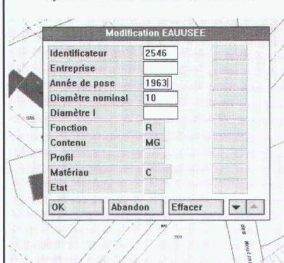 Modification EAUUSEE
Identificateur 2546
Entreprise
Année de pose 1963
Diamètre nominal 10
Diamètre I
Fonction R
Contenu MG
Profil
Matériau C
Etat
OK Abandon Effacer